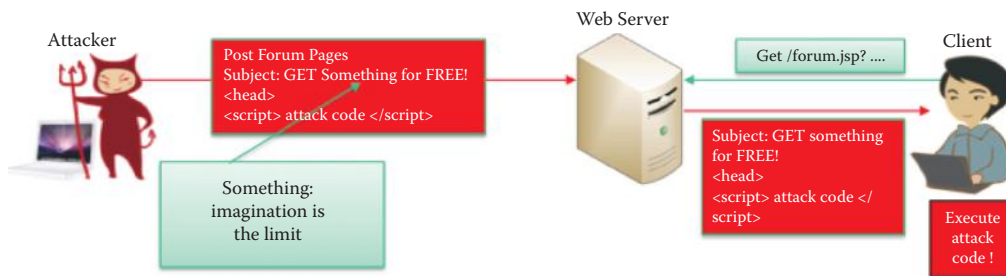 Attacker
Post Forum Pages
Subject: GET Something for FREE!
<head>
<script> attack code </script>
Something:
imagination is
the limit
Web Server
Get /forum.jsp? ....
Client
Subject: GET something
for FREE!
<head>
<script> attack code </
script>
Execute
attack
code !